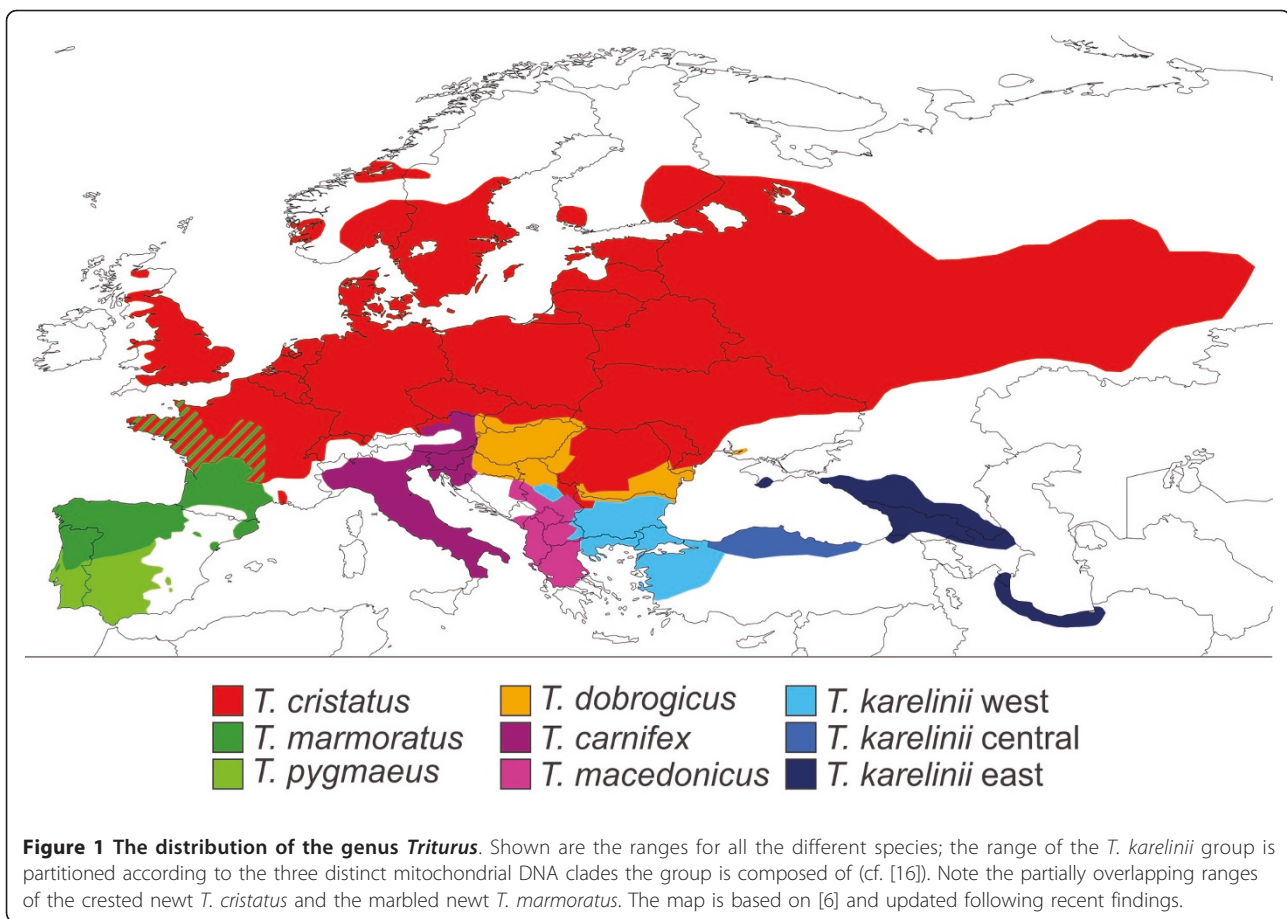 T. cristatus
T. marmoratus
T. pygmaeus
T. dobrogicus
T. carnifex
T. macedonicus
T. karelinii west
T. karelinii central
T. karelinii east
Figure 1 The distribution of the genus Triturus. Shown are the ranges for all the different species; the range of the T. karelinii group is
partitioned according to the three distinct mitochondrial DNA clades the group is composed of (cf. [16]). Note the partially overlapping ranges
of the crested newt T. cristatus and the marbled newt T. marmoratus. The map is based on [6] and updated following recent findings.